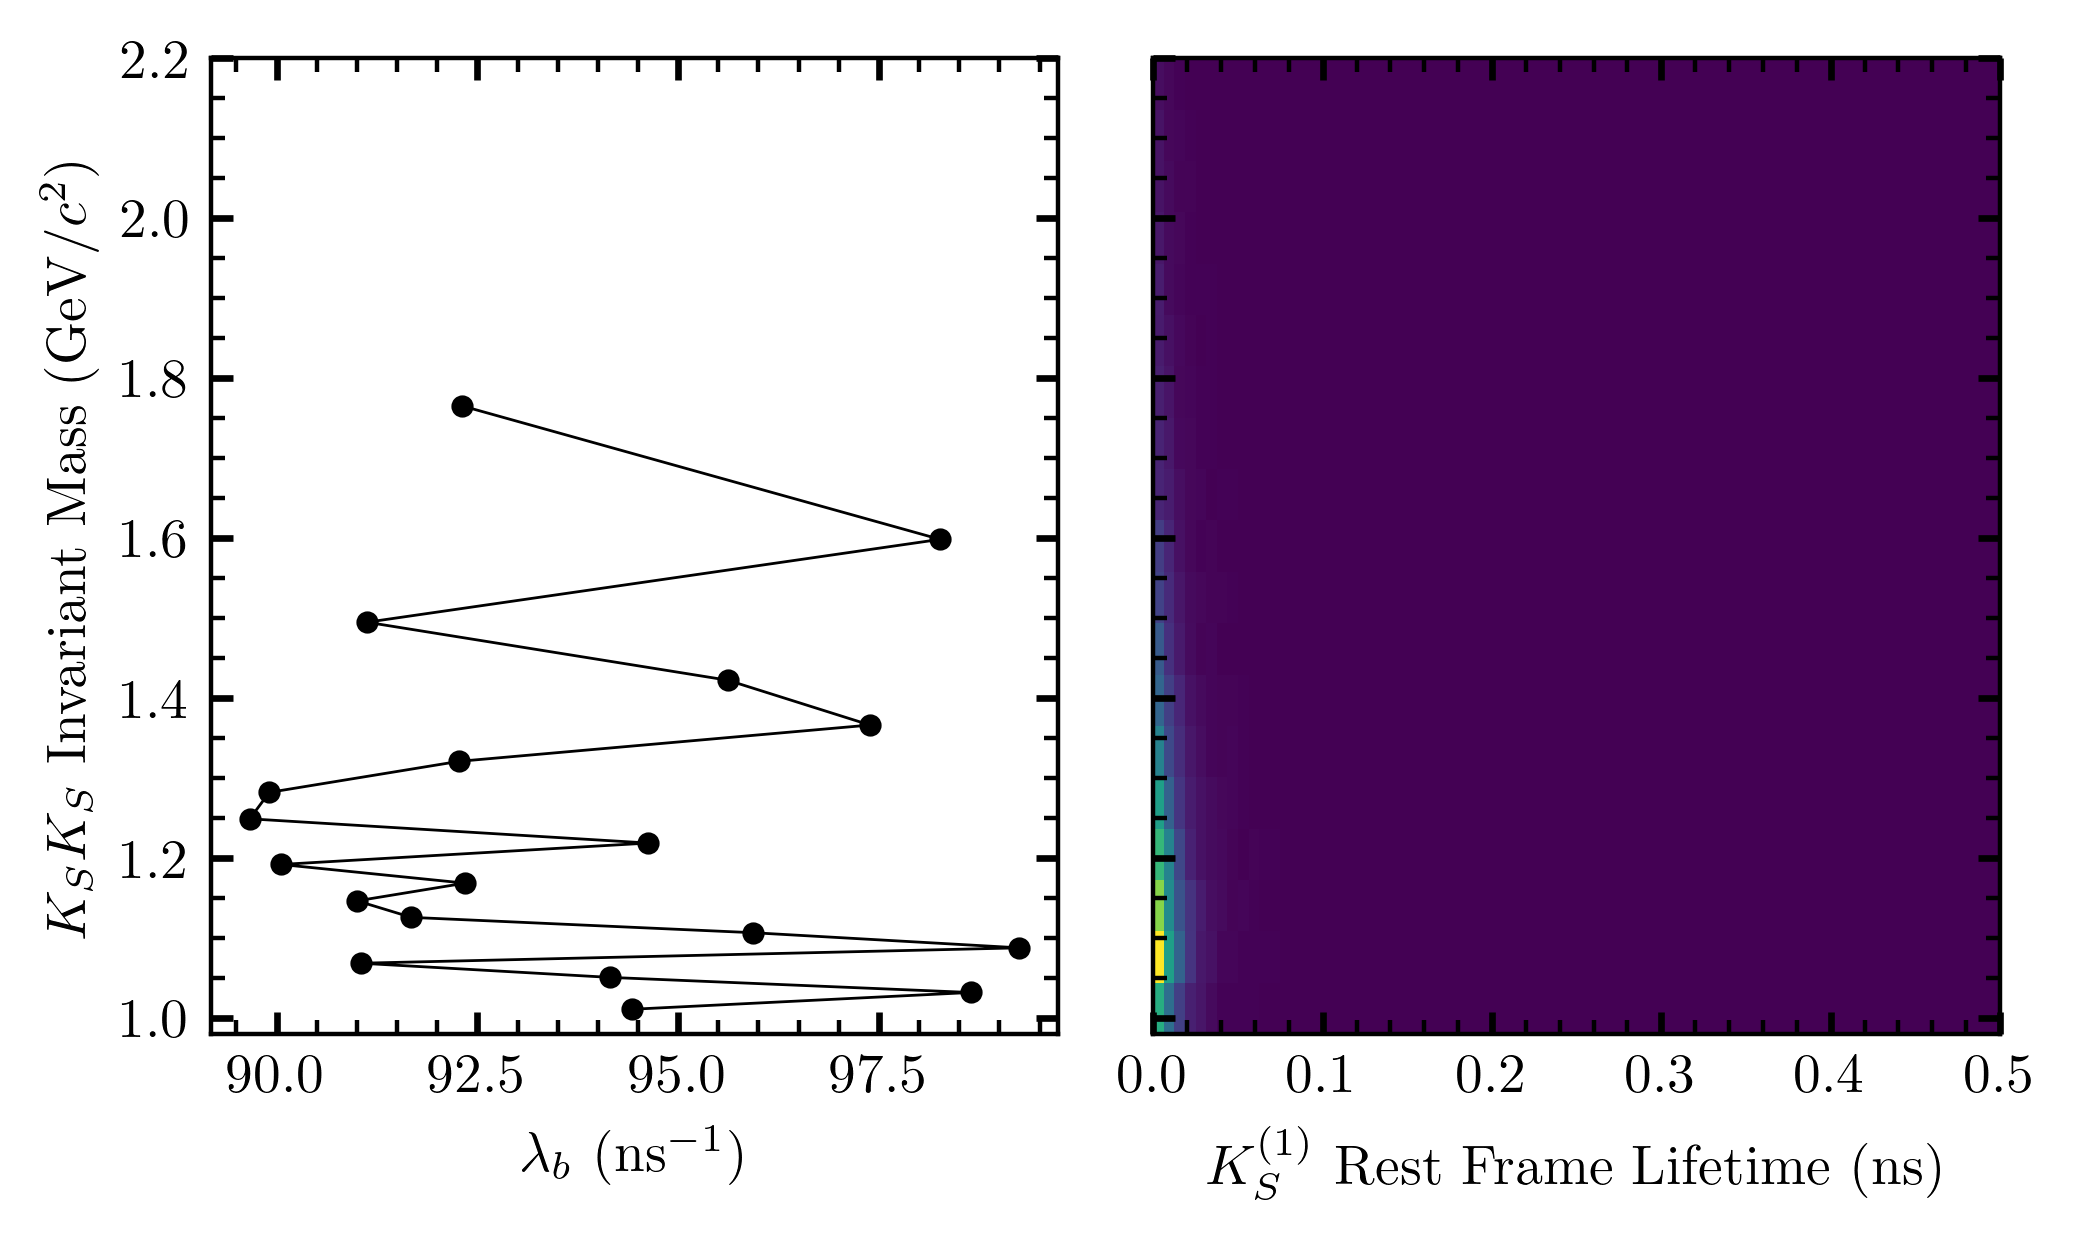 2.2
2.0
1.8
1.6
1.4
1.2
1.0
K_S K_S Invariant Mass (GeV/c²)
90.0 92.5 95.0 97.5
λ_b (ns⁻¹)
0.0 0.1 0.2 0.3 0.4 0.5
K_S^{(1)} Rest Frame Lifetime (ns)